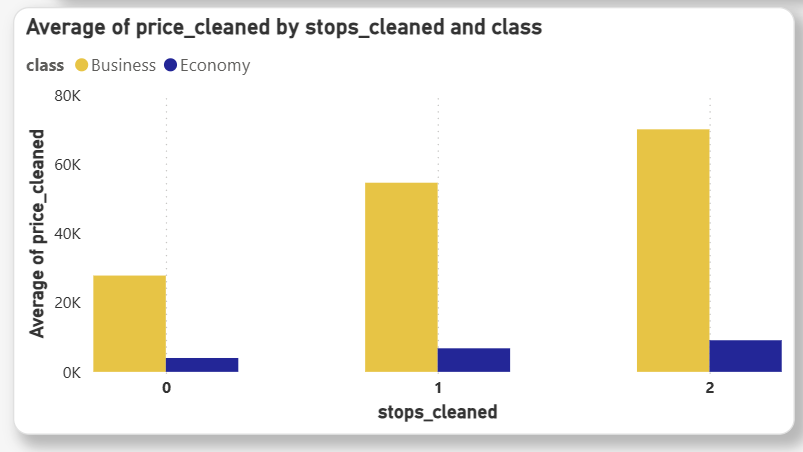 Average of price_cleaned by stops_cleaned and class
class Business Economy
80K
60K
40K
20K
0K
Average of price_cleaned
0 1 2
stops_cleaned